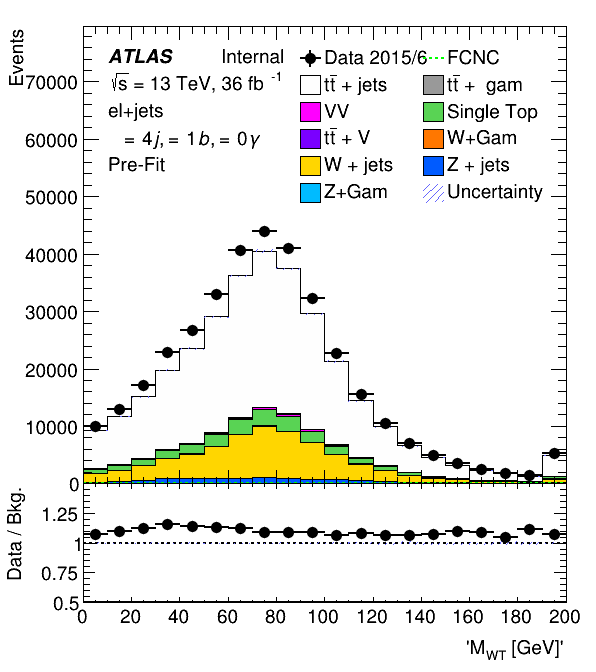 Events
ATLAS Internal
√s = 13 TeV, 36 fb -1
el+jets
= 4j, = 1b, = 0γ
Pre-Fit
Data 2015/6 FCNC
tt̄ + jets tt̄ + gam
VV Single Top
tt̄ + V W+Gam
W + jets Z + jets
Z+Gam Uncertainty
70000
60000
50000
40000
30000
20000
10000
0
Data / Bkg.
1.25
1
0.75
0.5
0 20 40 60 80 100 120 140 160 180 200
'M_WT [GeV]'